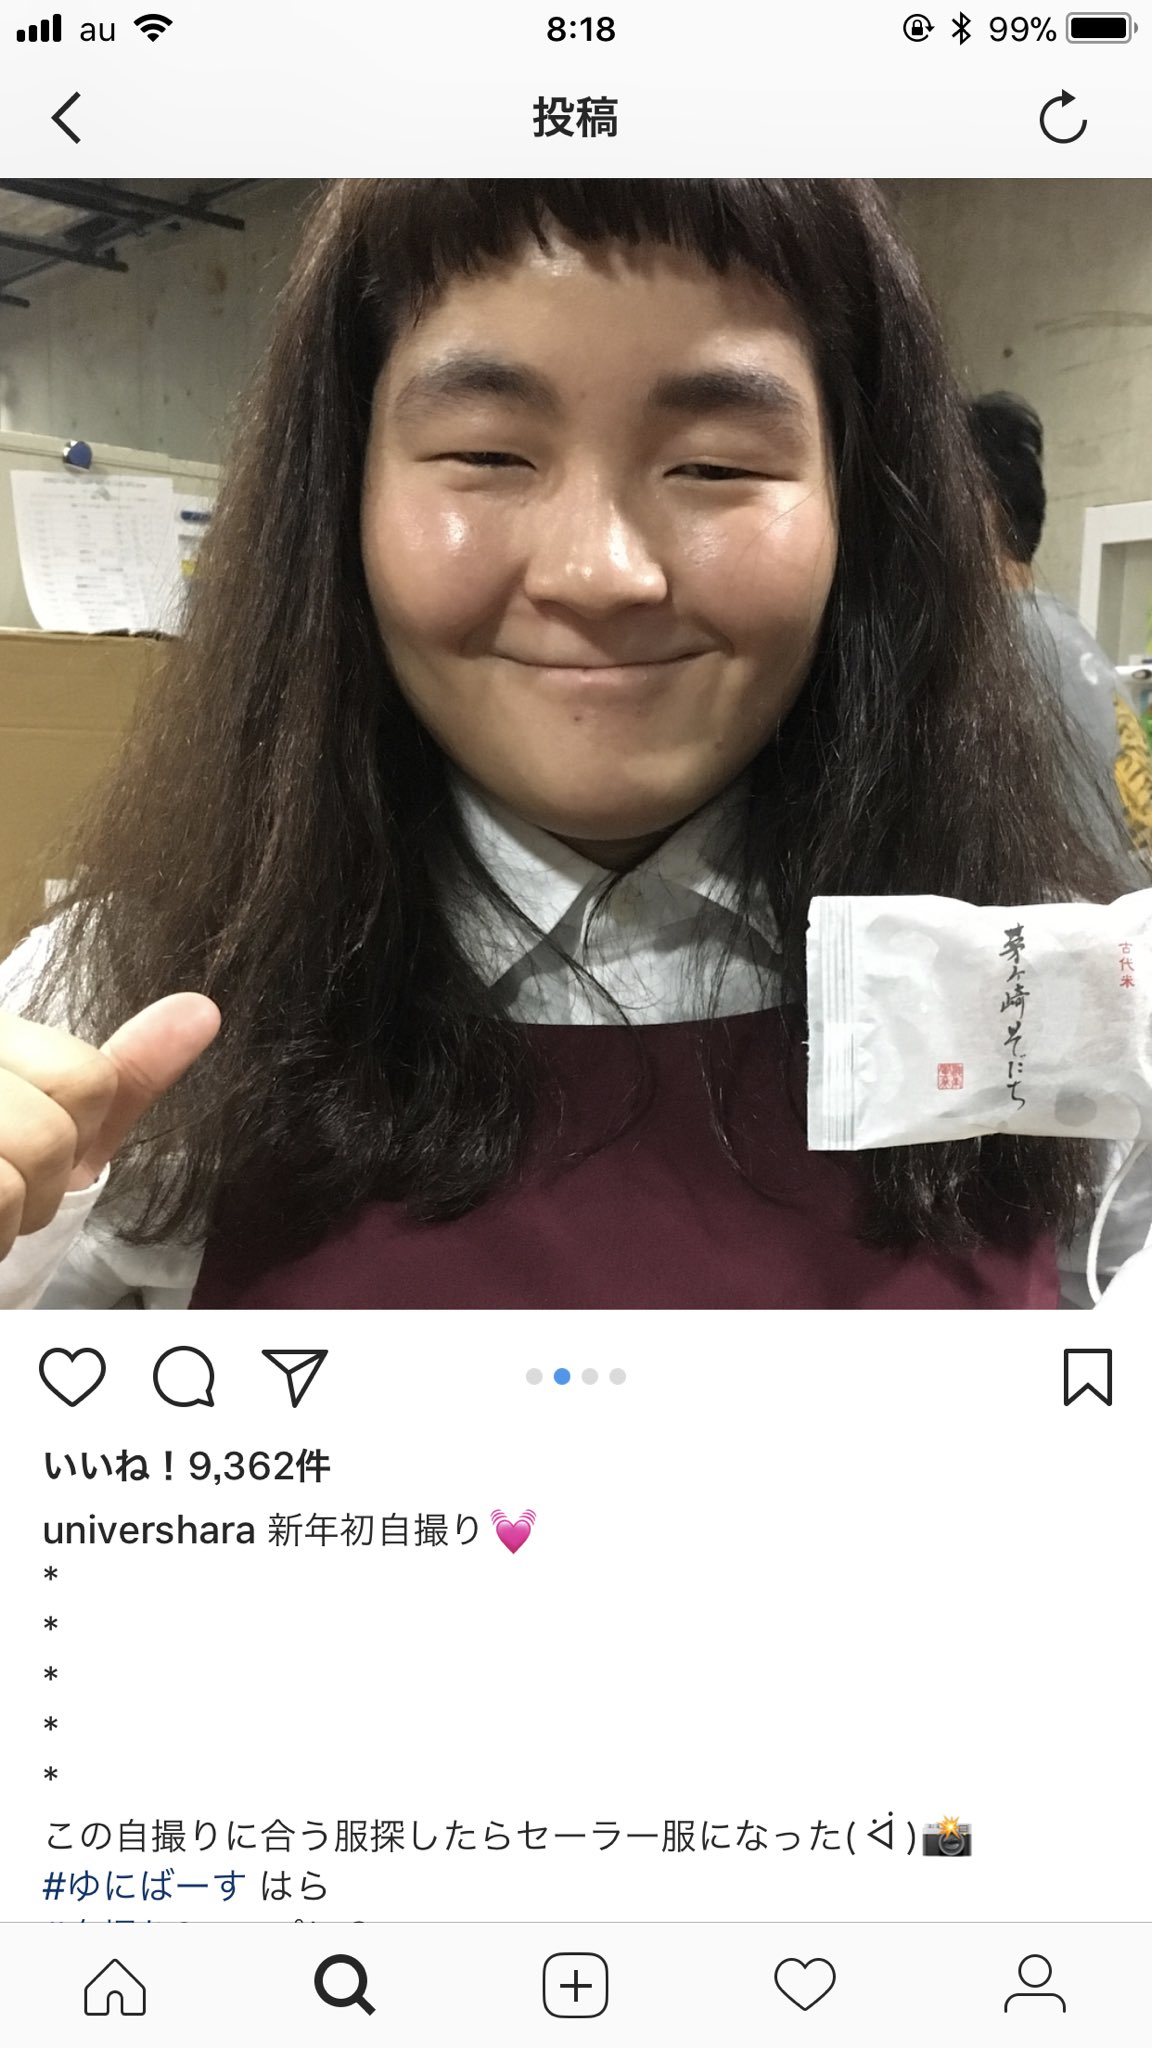 au 8:18 99%
投稿
茅ヶ崎そだち
古代米
いいね！9,362件
univershara 新年初自撮り💓
*
*
*
*
*
この自撮りに合う服探したらセーラー服になった( ᐛ )📸
#ゆにばーす はら